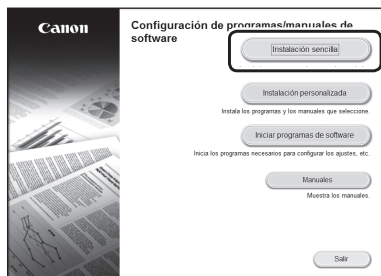 Canon
Configuración de programas/manuales de
software
Instalación sencilla
Instalación personalizada
Instala los programas y los manuales que seleccione.
Iniciar programas de software
Inicia los programas necesarios para configurar los ajustes, etc.
Manuales
Muestra los manuales.
Salir